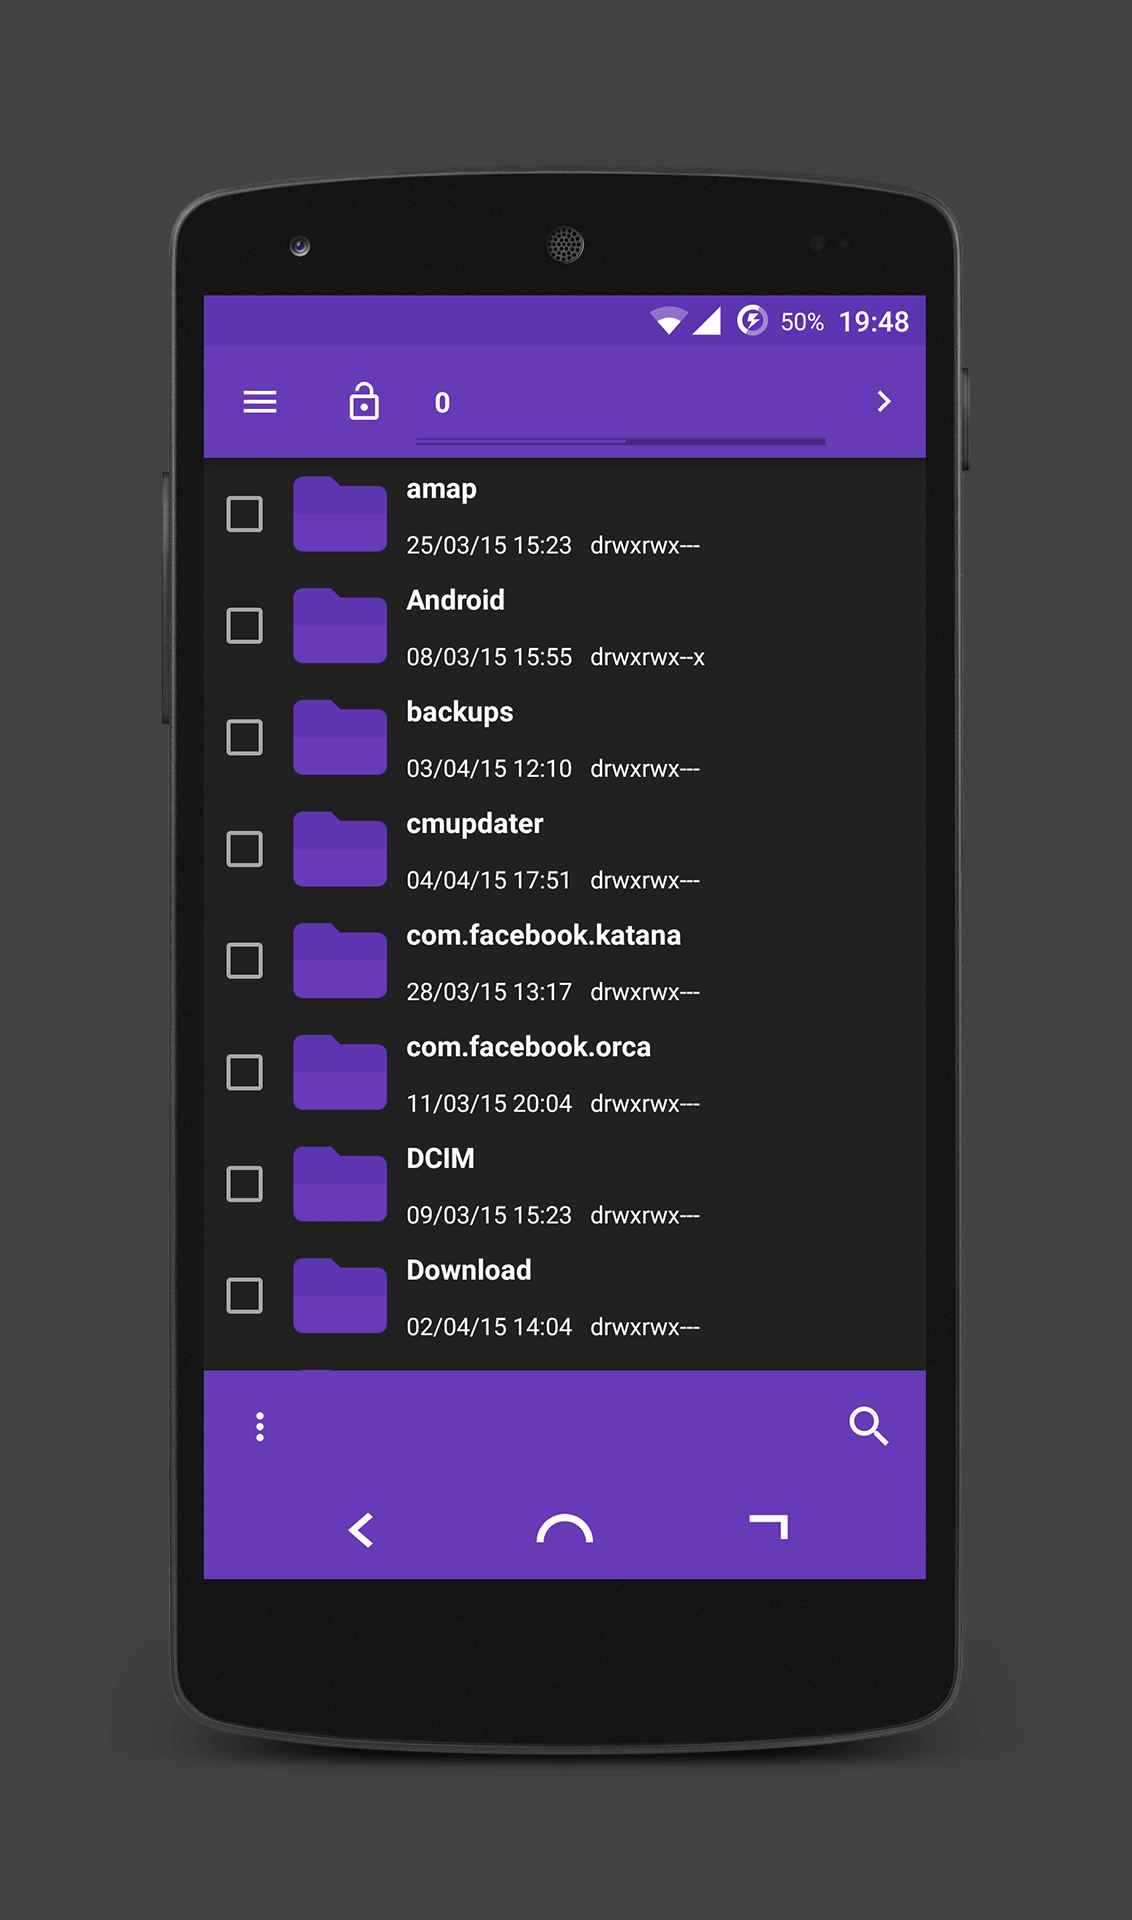 50% 19:48
0
amap
25/03/15 15:23 drwxrwx---
Android
08/03/15 15:55 drwxrwx--x
backups
03/04/15 12:10 drwxrwx---
cmupdater
04/04/15 17:51 drwxrwx---
com.facebook.katana
28/03/15 13:17 drwxrwx---
com.facebook.orca
11/03/15 20:04 drwxrwx---
DCIM
09/03/15 15:23 drwxrwx---
Download
02/04/15 14:04 drwxrwx---